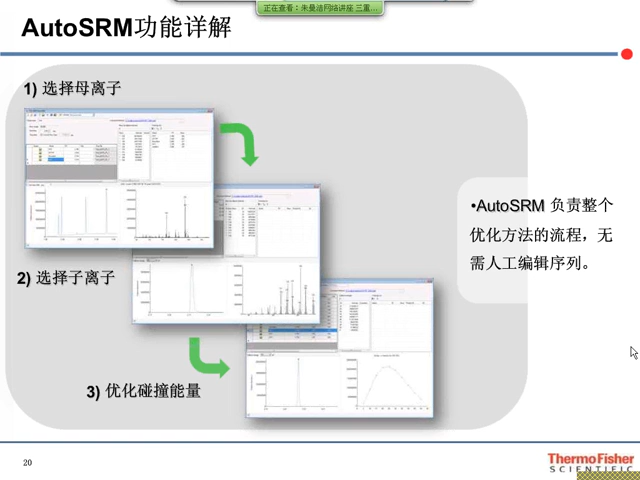 正在查看：朱曼洁网络讲座 三重…
AutoSRM功能详解
1) 选择母离子
2) 选择子离子
3) 优化碰撞能量
•AutoSRM 负责整个
优化方法的流程，无
需人工编辑序列。
20
ThermoFisher
SCIENTIFIC